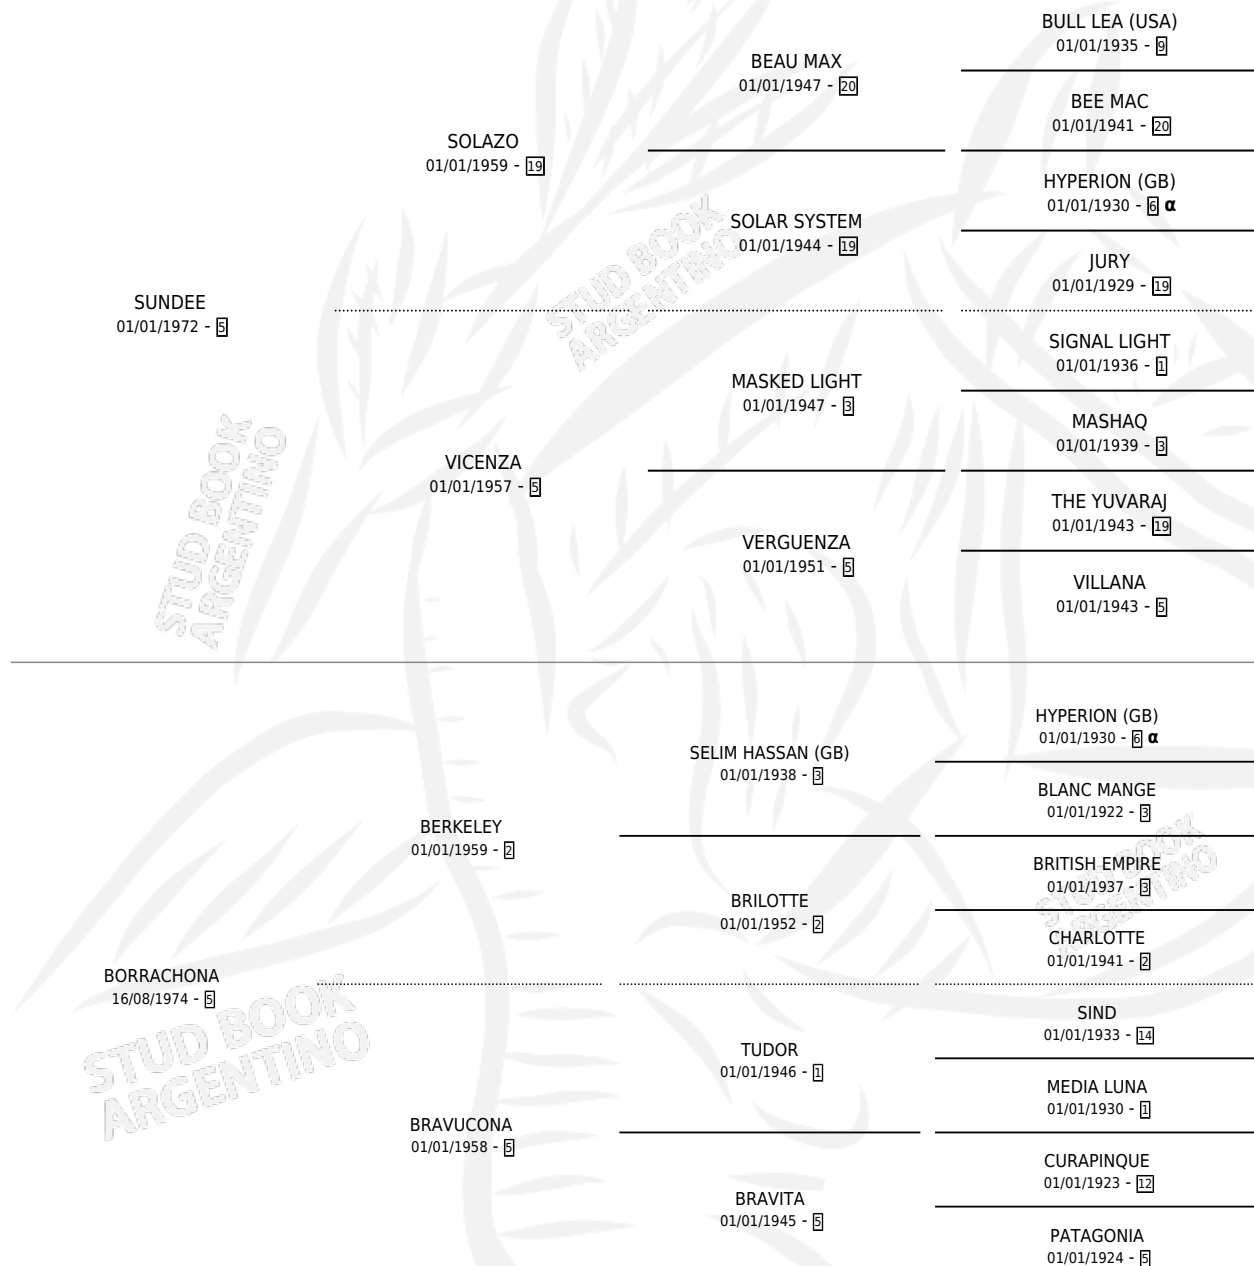 BULL LEA (USA)
01/01/1935 - 9
BEAU MAX
01/01/1947 - 20
BEE MAC
01/01/1941 - 20
SOLAZO
01/01/1959 - 19
HYPERION (GB)
01/01/1930 - 6 α
SOLAR SYSTEM
01/01/1944 - 19
JURY
01/01/1929 - 19
SUNDEE
01/01/1972 - 5
SIGNAL LIGHT
01/01/1936 - 1
MASKED LIGHT
01/01/1947 - 3
MASHAQ
01/01/1939 - 3
VICENZA
01/01/1957 - 5
THE YUVARAJ
01/01/1943 - 19
VERGUENZA
01/01/1951 - 5
VILLANA
01/01/1943 - 5
HYPERION (GB)
01/01/1930 - 6 α
SELIM HASSAN (GB)
01/01/1938 - 3
BLANC MANGE
01/01/1922 - 3
BERKELEY
01/01/1959 - 2
BRITISH EMPIRE
01/01/1937 - 3
BRILOTTE
01/01/1952 - 2
CHARLOTTE
01/01/1941 - 2
BORRACHONA
16/08/1974 - 5
SIND
01/01/1933 - 14
TUDOR
01/01/1946 - 1
MEDIA LUNA
01/01/1930 - 1
BRAVUCONA
01/01/1958 - 5
CURAPINQUE
01/01/1923 - 12
BRAVITA
01/01/1945 - 5
PATAGONIA
01/01/1924 - 5
STUD BOOK
ARGENTINO
STUD BOOK
ARGENTINO
STUD BOOK
ARGENTINO
STUD BOOK
ARGENTINO